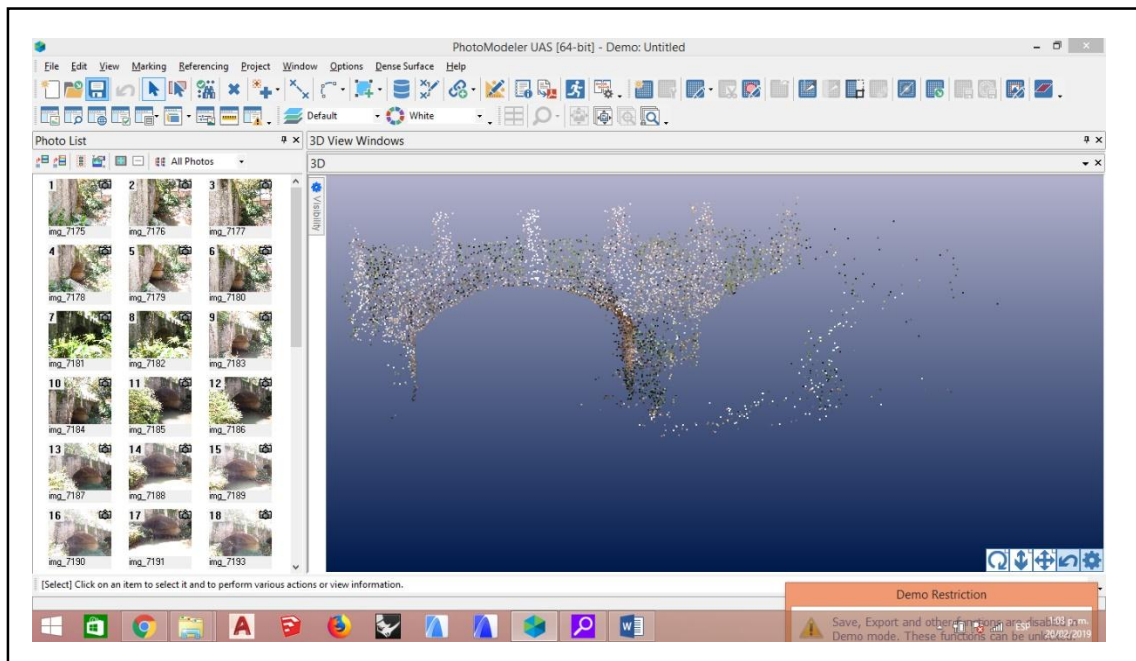 PhotoModeler UAS [64-bit] - Demo: Untitled
File Edit View Marking Referencing Project Window Options Dense Surface Help
Default White
Photo List
3D View Windows
All Photos
3D
Visibility
1 2 3
img_7175 img_7176 img_7177
4 5 6
img_7178 img_7179 img_7180
7 8 9
img_7181 img_7182 img_7183
10 11 12
img_7184 img_7185 img_7186
13 14 15
img_7187 img_7188 img_7189
16 17 18
img_7190 img_7191 img_7193
[Select] Click on an item to select it and to perform various actions or view information.
Demo Restriction
Save, Export and other functions are disabled
Demo mode. These functions can be
ESP
1:03 p. m.
20/02/2019